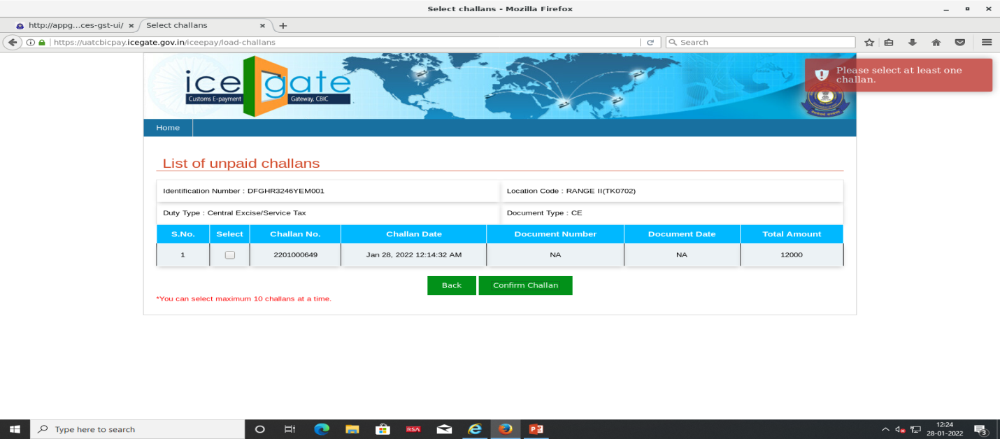 Select challans - Mozilla Firefox
http://appg...ces-gst-ui/
Select challans
https://uatcbicpay.icegate.gov.in/iceepay/load-challans
Search
ice gate
Customs E-payment Gateway, CBIC
Please select at least one challan.
Home
List of unpaid challans
Identification Number : DFGHR3246YEM001
Location Code : RANGE II(TK0702)
Duty Type : Central Excise/Service Tax
Document Type : CE
S.No. Select Challan No. Challan Date Document Number Document Date Total Amount
1 2201000649 Jan 28, 2022 12:14:32 AM NA NA 12000
Back Confirm Challan
*You can select maximum 10 challans at a time.
Type here to search
RSA
12:24
28-01-2022
3